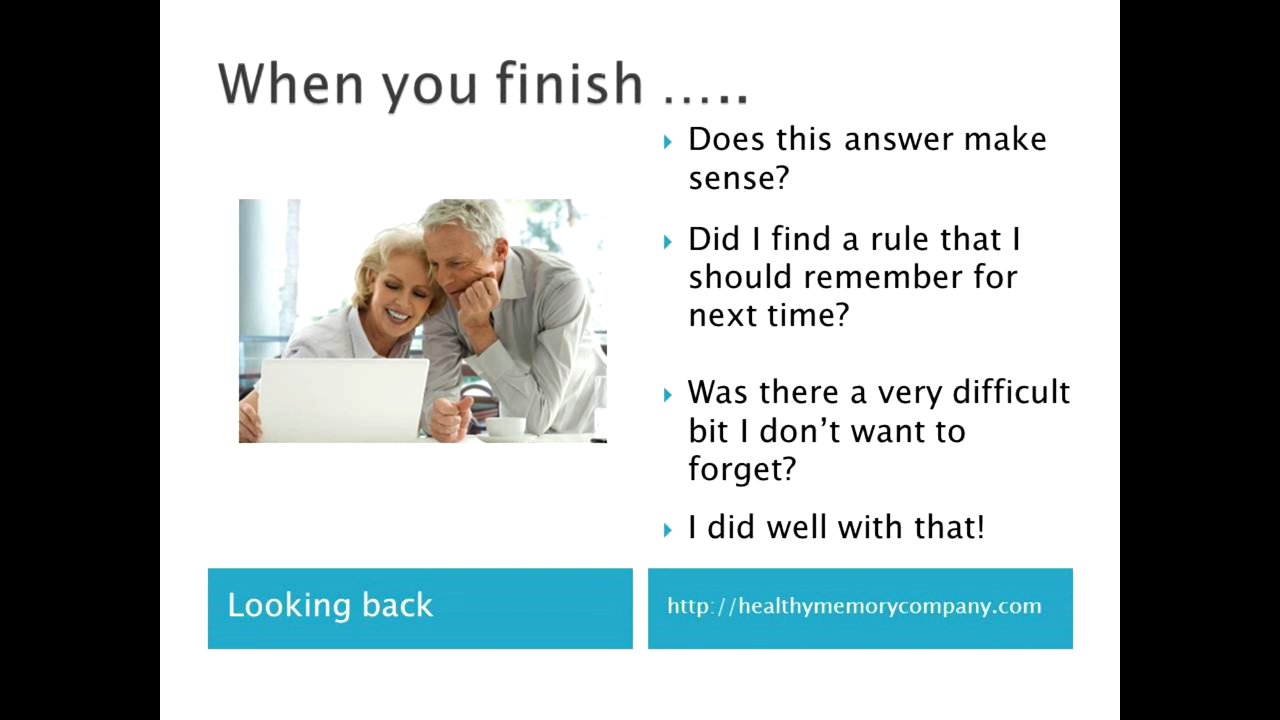 When you finish …..
Does this answer make
sense?
Did I find a rule that I
should remember for
next time?
Was there a very difficult
bit I don’t want to
forget?
I did well with that!
Looking back
http://healthymemorycompany.com